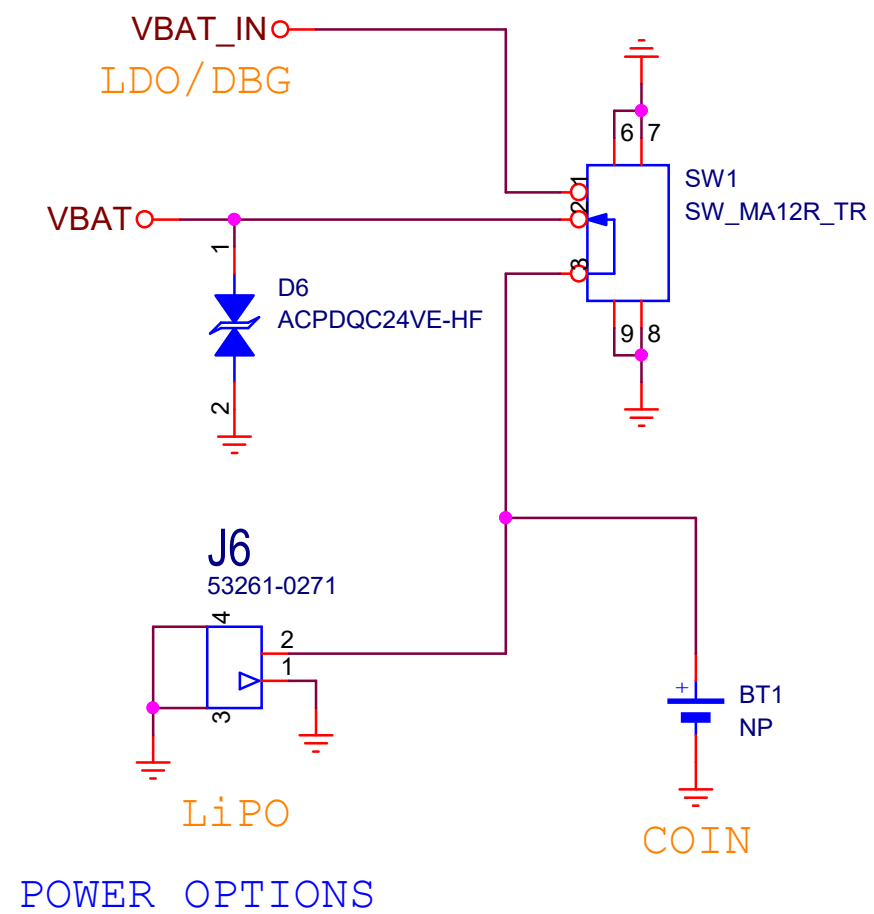 VBAT_IN
LDO/DBG
6 7
1
SW1
2
SW_MA12R_TR
VBAT
1
3
D6
ACPDQC24VE-HF
9 8
2
J6
53261-0271
4
2
1
3
+
BT1
NP
LiPO
COIN
POWER OPTIONS